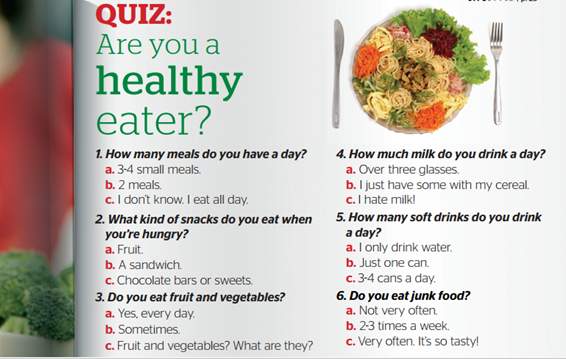 QUIZ:
Are you a
healthy
eater?
1. How many meals do you have a day?
a. 3-4 small meals.
b. 2 meals.
c. I don't know. I eat all day.
2. What kind of snacks do you eat when
you're hungry?
a. Fruit.
b. A sandwich.
c. Chocolate bars or sweets.
3. Do you eat fruit and vegetables?
a. Yes, every day.
b. Sometimes.
c. Fruit and vegetables? What are they?
4. How much milk do you drink a day?
a. Over three glasses.
b. I just have some with my cereal.
c. I hate milk!
5. How many soft drinks do you drink
a day?
a. I only drink water.
b. Just one can.
c. 3-4 cans a day.
6. Do you eat junk food?
a. Not very often.
b. 2-3 times a week.
c. Very often. It's so tasty!